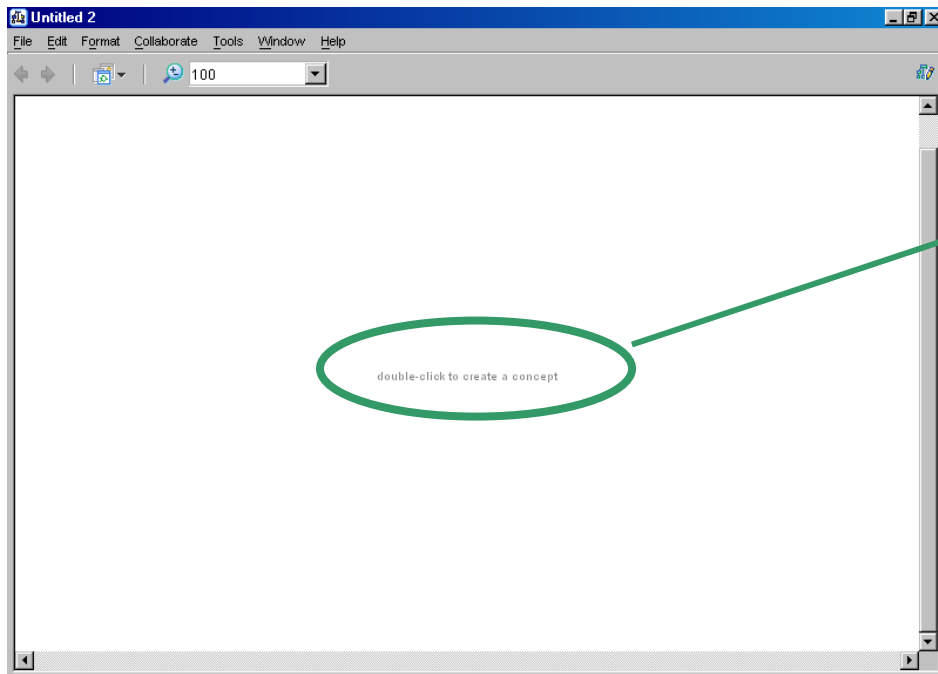 Untitled 2
File Edit Format Collaborate Tools Window Help
100
double-click to create a concept